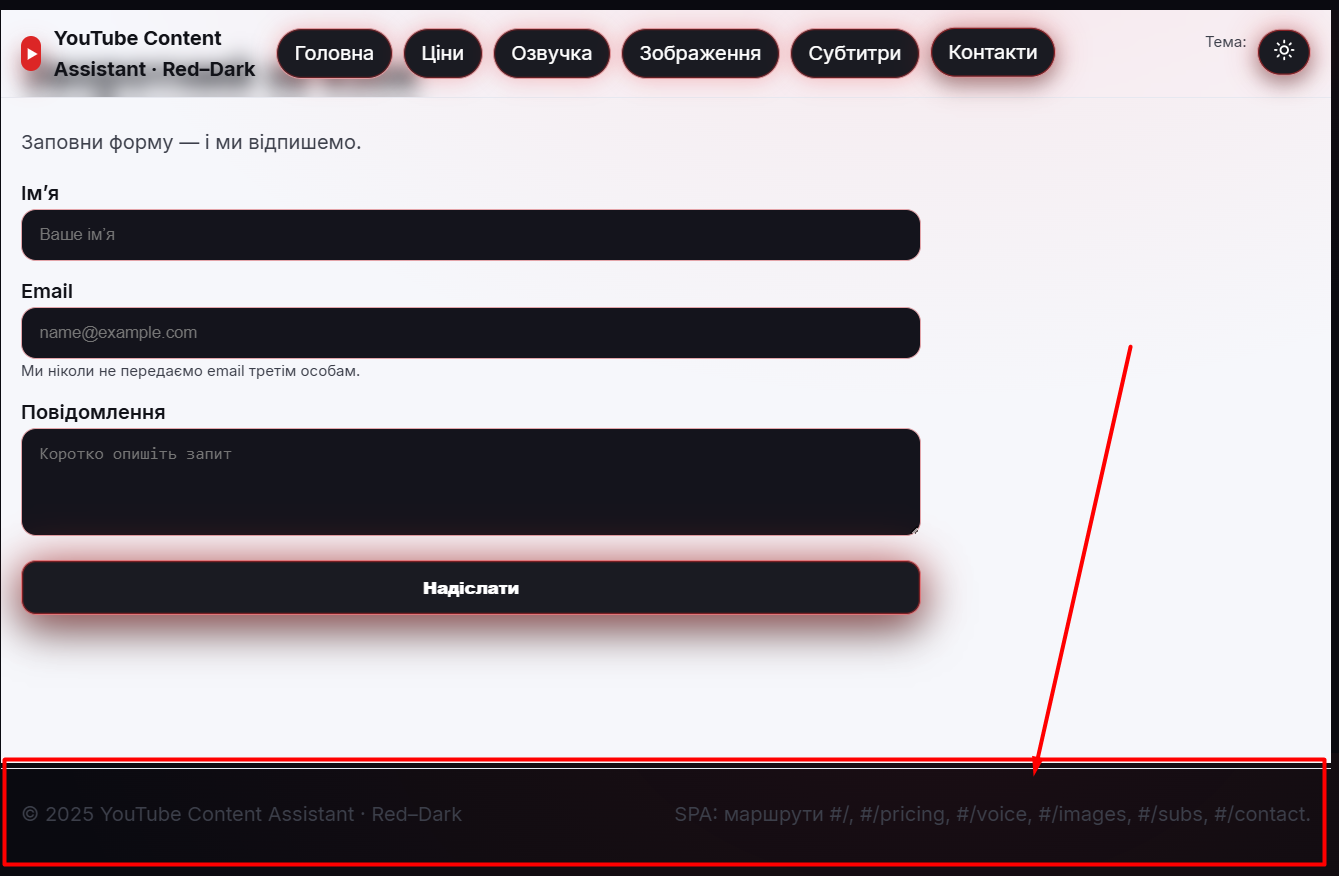 YouTube Content
Assistant · Red–Dark
Головна
Ціни
Озвучка
Зображення
Субтитри
Контакти
Тема:
Заповни форму — і ми відпишемо.
Ім’я
Ваше ім’я
Email
name@example.com
Ми ніколи не передаємо email третім особам.
Повідомлення
Коротко опишіть запит
Надіслати
© 2025 YouTube Content Assistant · Red–Dark
SPA: маршрути #/, #/pricing, #/voice, #/images, #/subs, #/contact.